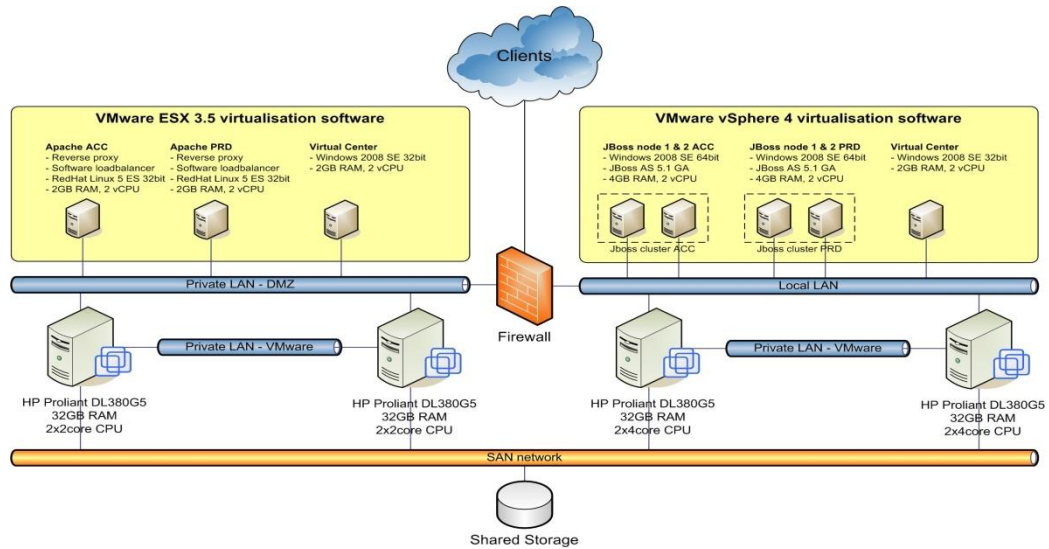 Clients
VMware ESX 3.5 virtualisation software
Apache ACC
- Reverse proxy
- Software loadbalancer
- RedHat Linux 5 ES 32bit
- 2GB RAM, 2 vCPU
Apache PRD
- Reverse proxy
- Software loadbalancer
- RedHat Linux 5 ES 32bit
- 2GB RAM, 2 vCPU
Virtual Center
- Windows 2008 SE 32bit
- 2GB RAM, 2 vCPU
VMware vSphere 4 virtualisation software
JBoss node 1 & 2 ACC
- Windows 2008 SE 64bit
- JBoss AS 5.1 GA
- 4GB RAM, 2 vCPU
Jboss cluster ACC
JBoss node 1 & 2 PRD
- Windows 2008 SE 64bit
- JBoss AS 5.1 GA
- 4GB RAM, 2 vCPU
Jboss cluster PRD
Virtual Center
- Windows 2008 SE 32bit
- 2GB RAM, 2 vCPU
Private LAN - DMZ
Firewall
Local LAN
Private LAN - VMware
Private LAN - VMware
HP Proliant DL380G5
32GB RAM
2x2core CPU
HP Proliant DL380G5
32GB RAM
2x2core CPU
HP Proliant DL380G5
32GB RAM
2x4core CPU
HP Proliant DL380G5
32GB RAM
2x4core CPU
SAN network
Shared Storage